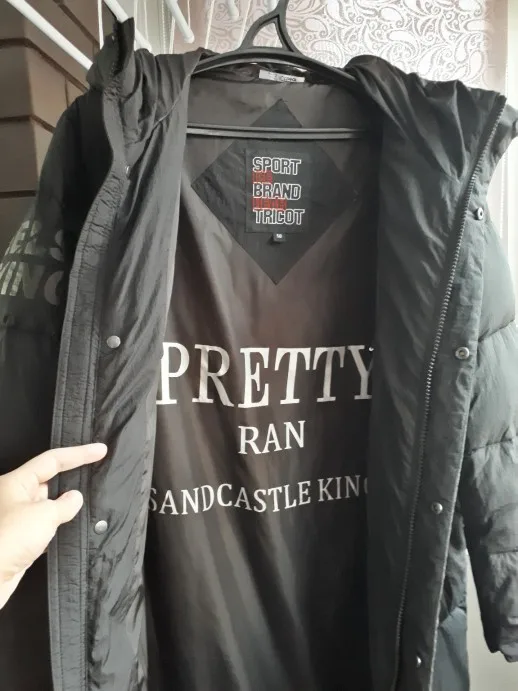 SPORT
BRAND
TRICOT
PRETTY
RAN
SANDCASTLE KING